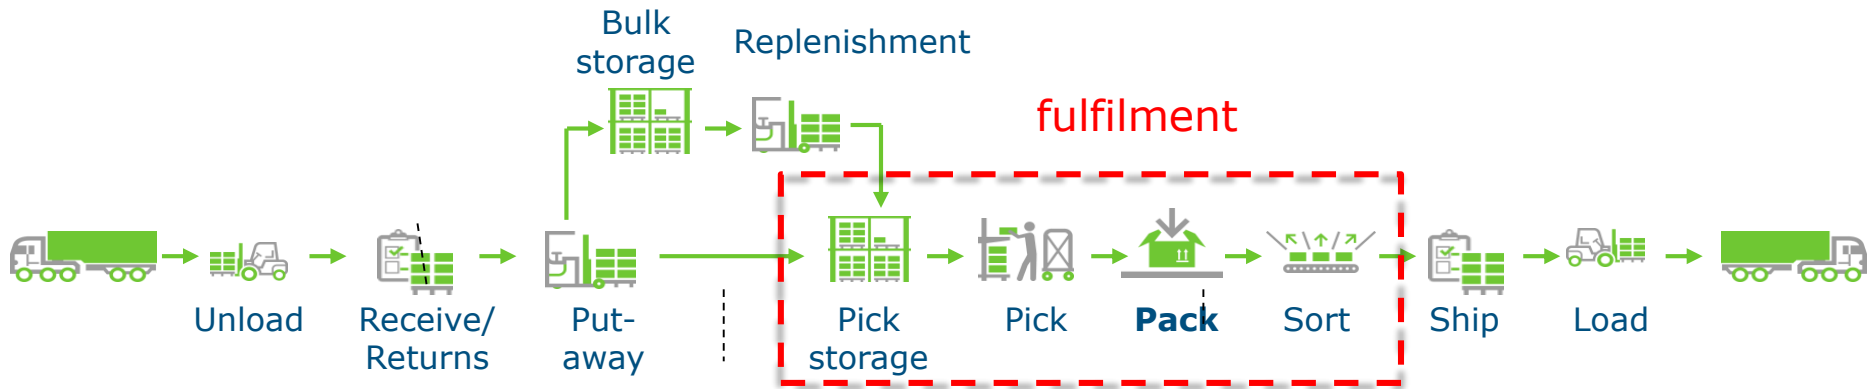 Bulk
storage
Replenishment
fulfilment
Unload
Receive/
Returns
Put-
away
Pick
storage
Pick
Pack
Sort
Ship
Load